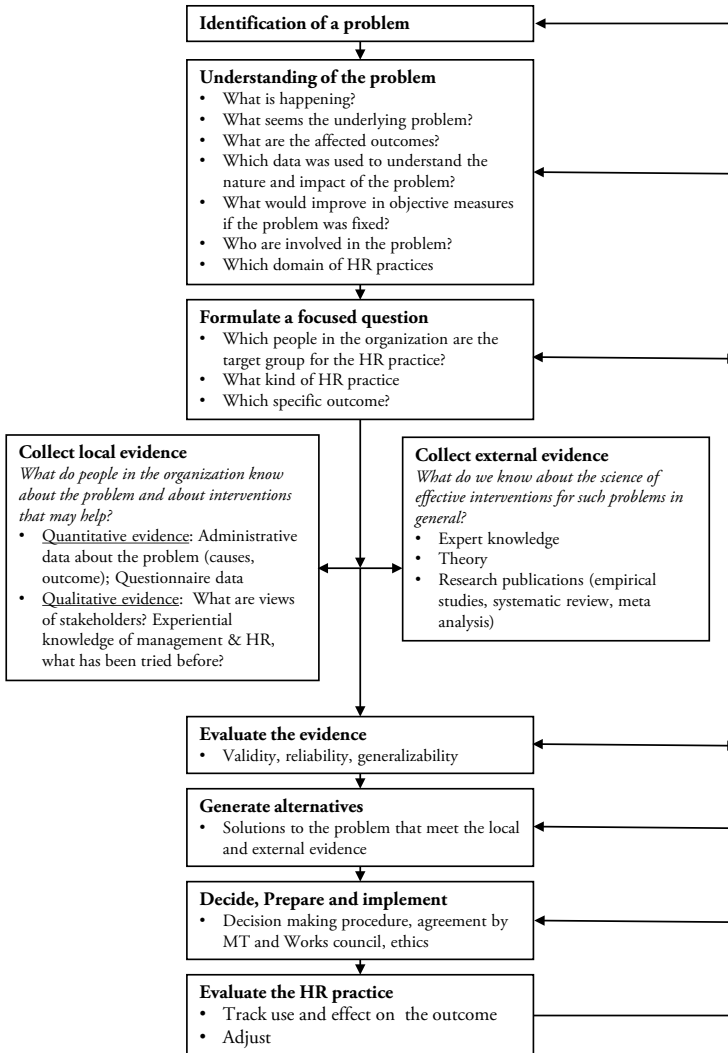 Identification of a problem
Understanding of the problem
• What is happening?
• What seems the underlying problem?
• What are the affected outcomes?
• Which data was used to understand the
nature and impact of the problem?
• What would improve in objective measures
if the problem was fixed?
• Who are involved in the problem?
• Which domain of HR practices
Formulate a focused question
• Which people in the organization are the
target group for the HR practice?
• What kind of HR practice
• Which specific outcome?
Collect local evidence
What do people in the organization know
about the problem and about interventions
that may help?
• Quantitative evidence: Administrative
data about the problem (causes,
outcome); Questionnaire data
• Qualitative evidence: What are views
of stakeholders? Experiential
knowledge of management & HR,
what has been tried before?
Collect external evidence
What do we know about the science of
effective interventions for such problems in
general?
• Expert knowledge
• Theory
• Research publications (empirical
studies, systematic review, meta
analysis)
Evaluate the evidence
• Validity, reliability, generalizability
Generate alternatives
• Solutions to the problem that meet the local
and external evidence
Decide, Prepare and implement
• Decision making procedure, agreement by
MT and Works council, ethics
Evaluate the HR practice
• Track use and effect on the outcome
• Adjust